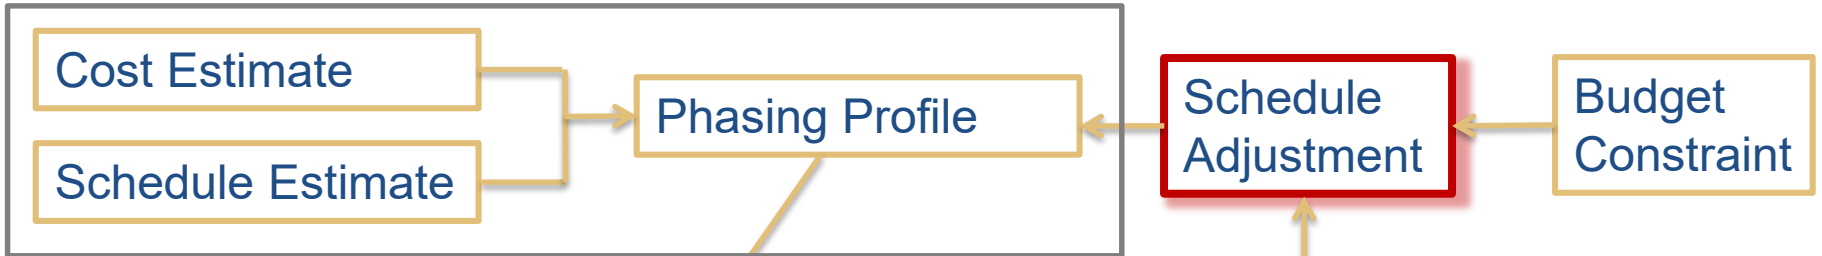 Cost Estimate
Schedule Estimate
Phasing Profile
Schedule
Adjustment
Budget
Constraint